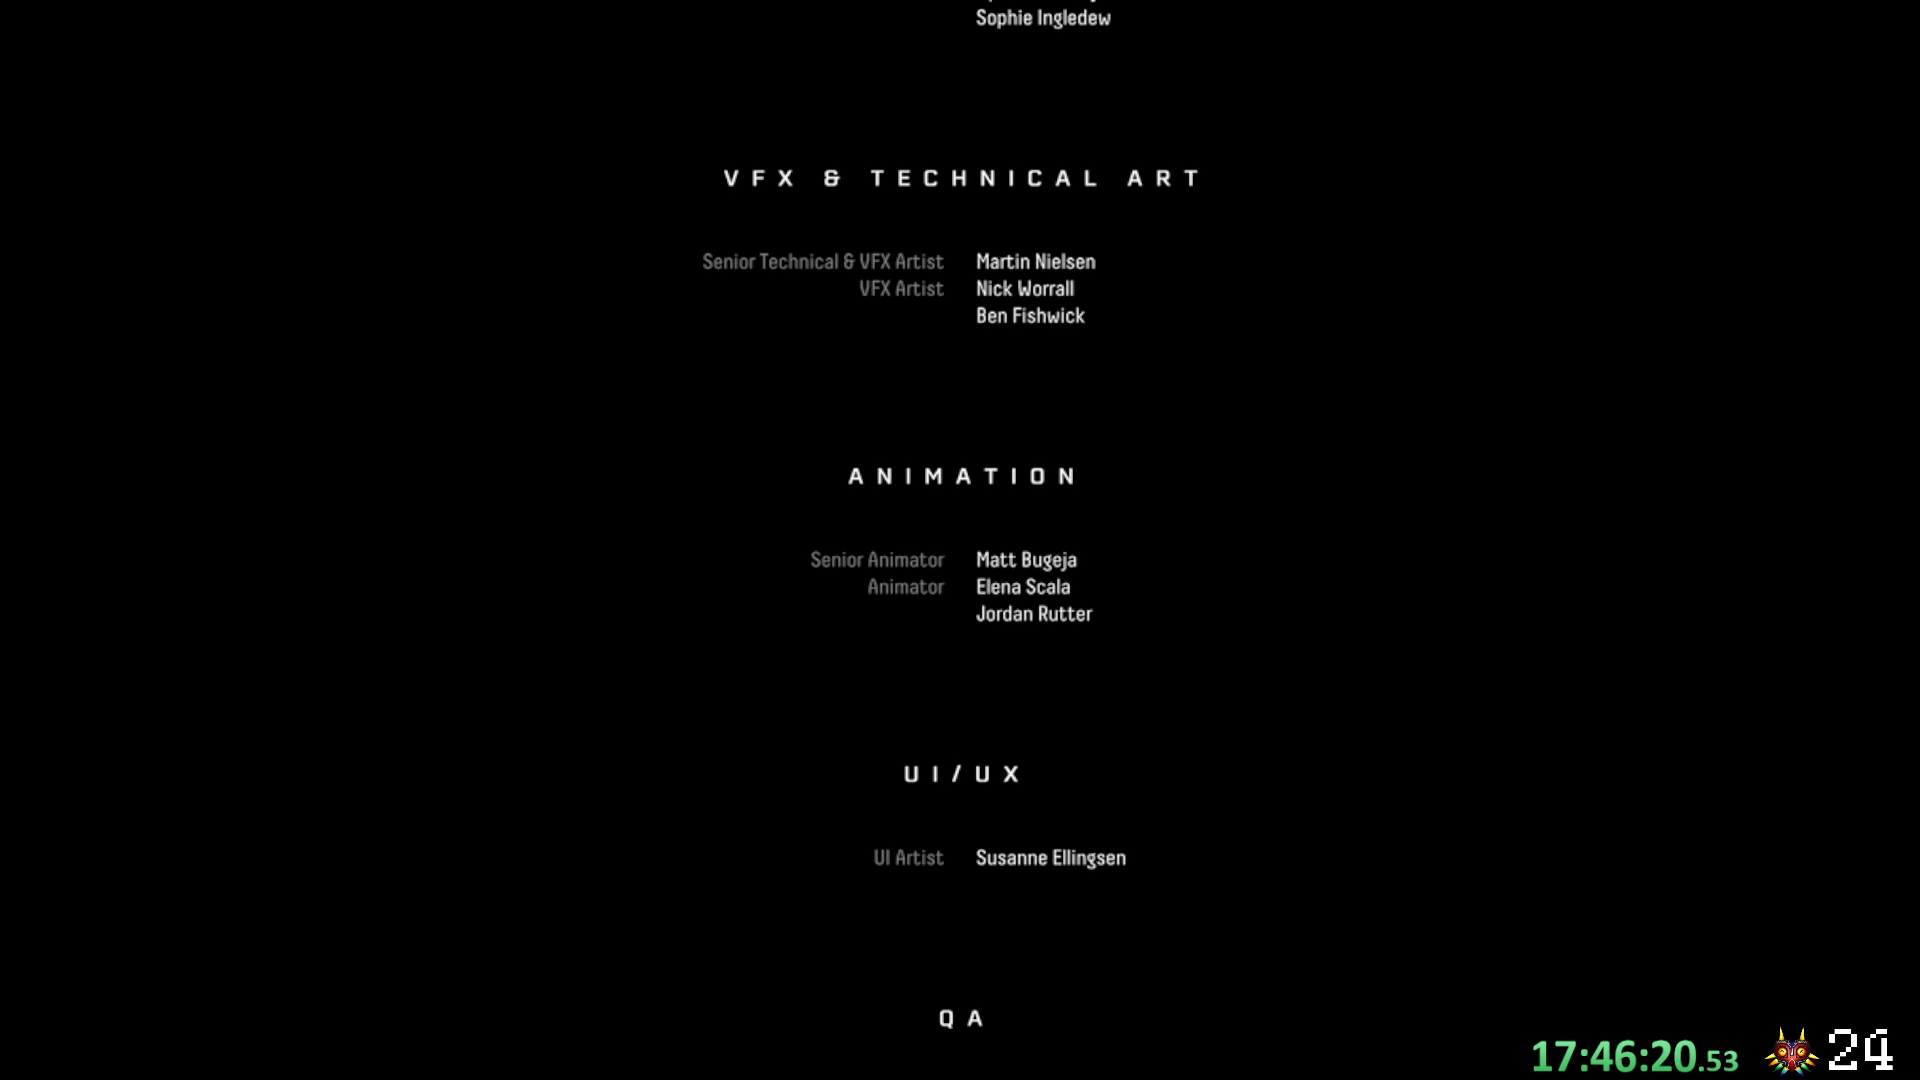 Sophie Ingledew
VFX & TECHNICAL ART
Senior Technical & VFX Artist Martin Nielsen
VFX Artist Nick Worrall
Ben Fishwick
ANIMATION
Senior Animator Matt Bugeja
Animator Elena Scala
Jordan Rutter
UI/UX
UI Artist Susanne Ellingsen
QA
17:46:20.53 24